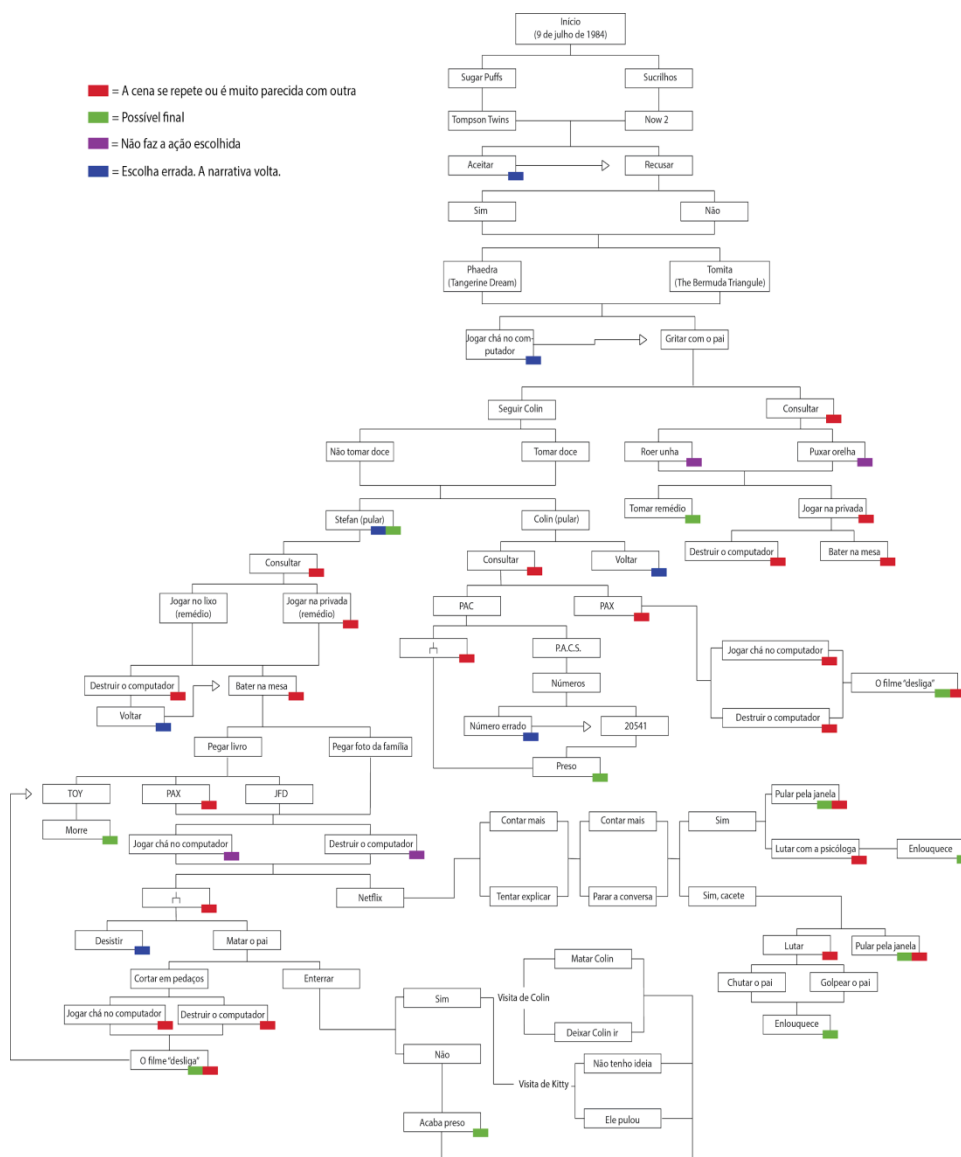 Início
(9 de julho de 1984)
= A cena se repete ou é muito parecida com outra
= Possível final
= Não faz a ação escolhida
= Escolha errada. A narrativa volta.
Sugar Puffs
Sucrilhos
Tompson Twins
Now 2
Aceitar
Recusar
Sim
Não
Phaedra
(Tangerine Dream)
Tomita
(The Bermuda Triangule)
Jogar chá no com-
putador
Gritar com o pai
Seguir Colin
Consultar
Não tomar doce
Tomar doce
Roer unha
Puxar orelha
Stefan (pular)
Colin (pular)
Tomar remédio
Jogar na privada
Consultar
Consultar
Voltar
Destruir o computador
Bater na mesa
Jogar no lixo
(remédio)
Jogar na privada
(remédio)
PAC
PAX
P.A.C.S.
Jogar chá no computador
Destruir o computador
Bater na mesa
Números
O filme "desliga"
Voltar
Número errado
20541
Destruir o computador
Pegar livro
Pegar foto da família
Preso
TOY
PAX
JFD
Pular pela janela
Morre
Contar mais
Contar mais
Sim
Jogar chá no computador
Destruir o computador
Lutar com a psicóloga
Enlouquece
Netflix
Tentar explicar
Parar a conversa
Sim, cacete
Desistir
Matar o pai
Lutar
Pular pela janela
Cortar em pedaços
Enterrar
Matar Colin
Chutar o pai
Golpear o pai
Jogar chá no computador
Destruir o computador
Sim
Visita de Colin
Enlouquece
Deixar Colin ir
O filme "desliga"
Não
Não tenho ideia
Visita de Kitty
Acaba preso
Ele pulou